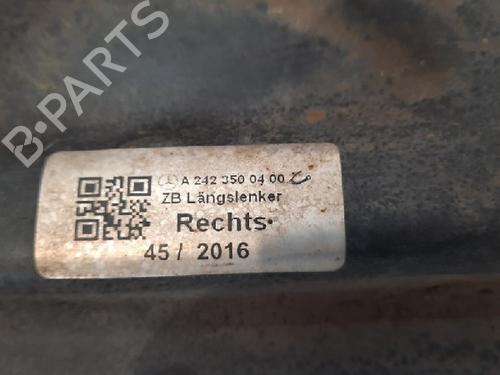 B-PARTS
A 242 350 04 00
ZB Längslenker
Rechts
45 / 2016